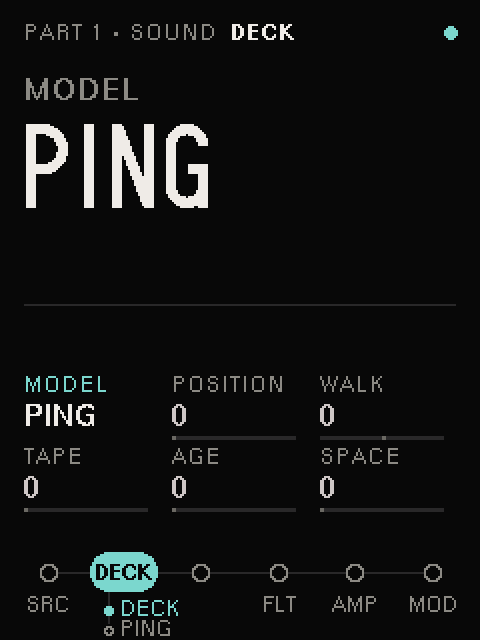 PART 1 · SOUND DECK
MODEL
PING
MODEL POSITION WALK
PING 0 0
TAPE AGE SPACE
0 0 0
DECK
SRC DECK FLT AMP MOD
PING